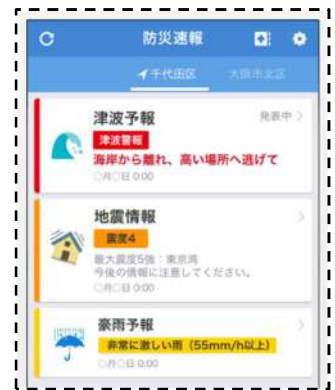 防災速報
千代田区
大阪市北区
津波予報
発表中
津波警報
海岸から離れ、高い場所へ逃げて
○月○日 0:00
地震情報
震度4
最大震度5強：東京湾
今後の情報に注意してください。
○月○日 0:00
豪雨予報
非常に激しい雨（55mm/h以上）
○月○日 0:00